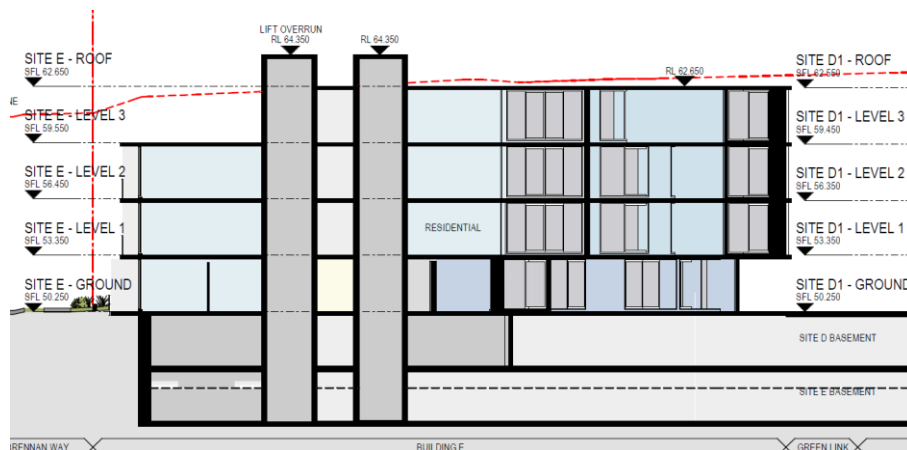 LIFT OVERRUN
RL 64.350
RL 64.350
SITE E - ROOF
SFL 62.650
RL 62.650
SITE D1 - ROOF
SFL 62.550
NE
SITE E - LEVEL 3
SFL 59.550
SITE D1 - LEVEL 3
SFL 59.450
SITE E - LEVEL 2
SFL 56.450
SITE D1 - LEVEL 2
SFL 56.350
SITE E - LEVEL 1
SFL 53.350
RESIDENTIAL
SITE D1 - LEVEL 1
SFL 53.350
SITE E - GROUND
SFL 50.250
SITE D1 - GROUND
SFL 50.250
SITE D BASEMENT
SITE E BASEMENT
BRENNAN WAY
BUILDING E
GREEN LINK